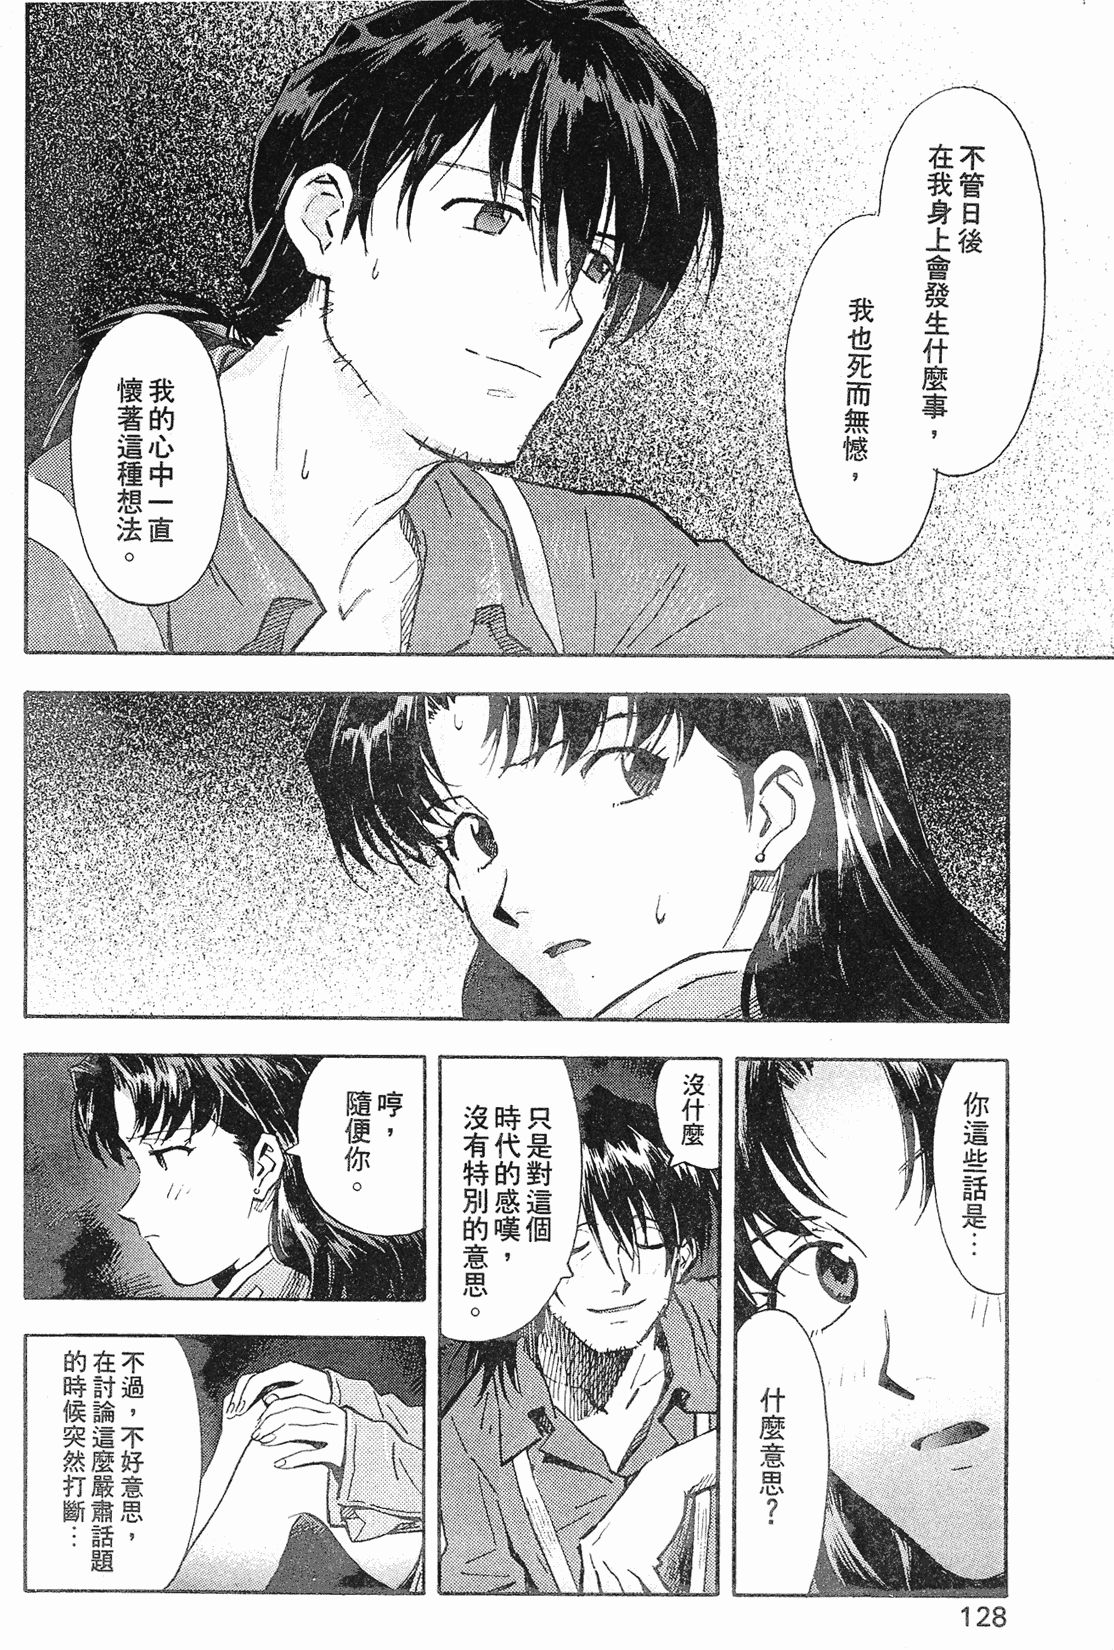 不管日後
在我身上會發生什麼事，
我也死而無憾，
我的心中一直
懷著這種想法。
你這些話是…
什麼意思？
沒什麼
只是對這個
時代的感嘆，
沒有特別的意思。
哼，
隨便你。
不過，不好意思，
在討論這麼嚴肅話題
的時候突然打斷…
128